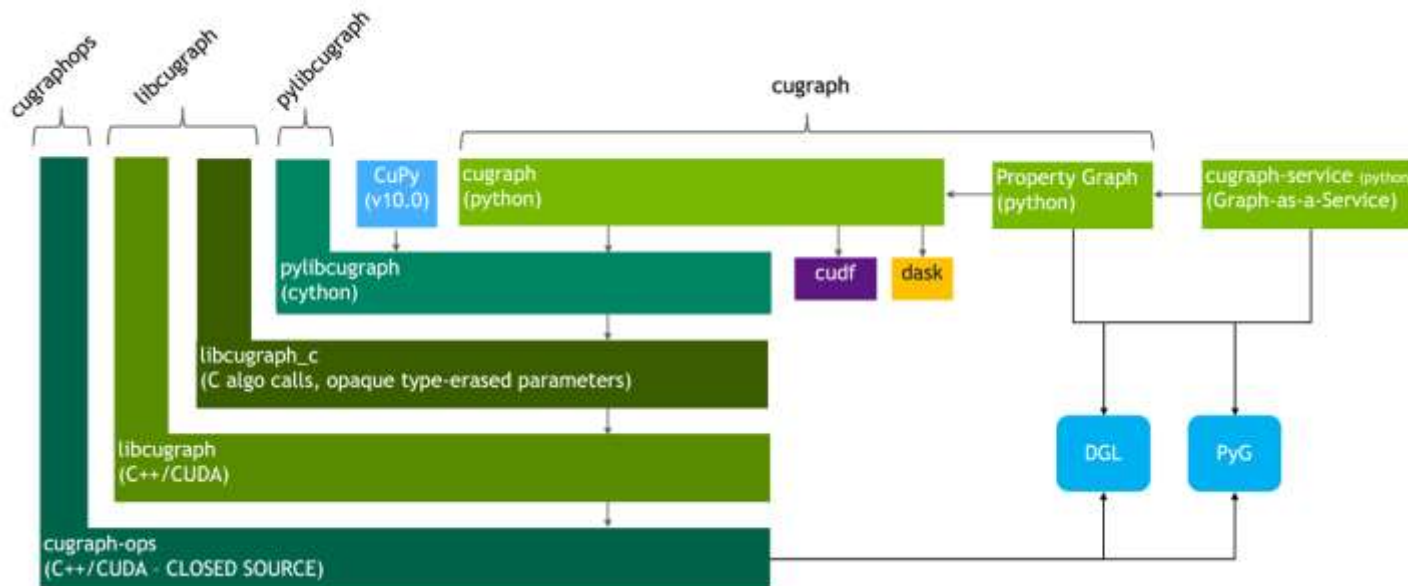 cugraphops
libcugraph
pylibcugraph
cugraph
CuPy
(v10.0)
cugraph
(python)
Property Graph
(python)
cugraph-service (python
(Graph-as-a-Service)
pylibcugraph
(cython)
cudf
dask
libcugraph_c
(C algo calls, opaque type-erased parameters)
libcugraph
(C++/CUDA)
DGL
PyG
cugraph-ops
(C++/CUDA - CLOSED SOURCE)